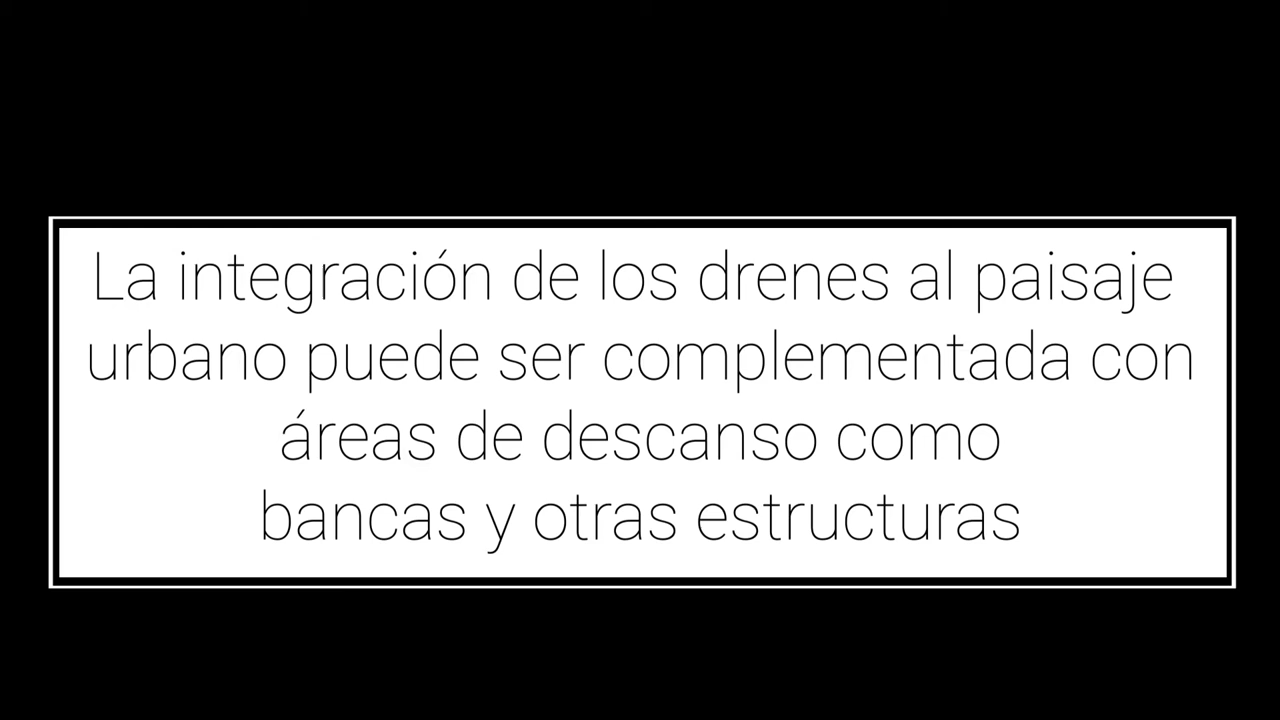 La integración de los drenes al paisaje
urbano puede ser complementada con
áreas de descanso como
bancas y otras estructuras